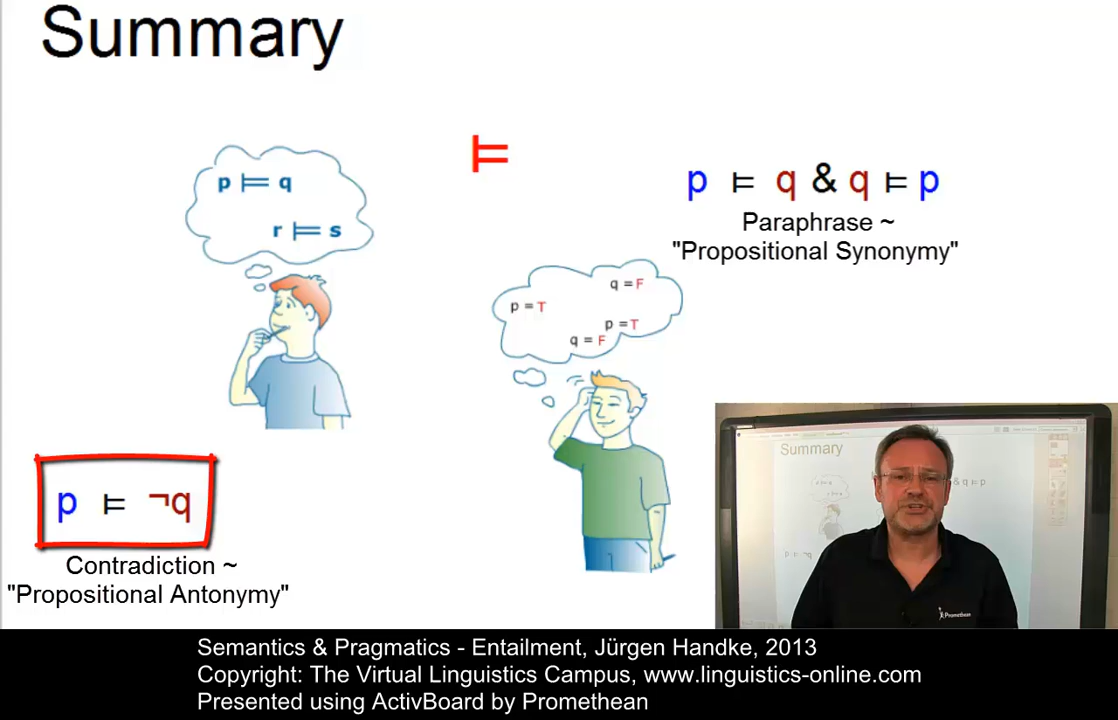 Summary
⊨
p ⊨ q
r ⊨ s
p ⊨ q & q ⊨ p
Paraphrase ~
"Propositional Synonymy"
q = F
p = T
p = T
q = F
p ⊨ ¬q
Contradiction ~
"Propositional Antonymy"
Summary
& q ⊨ p
Promethean
Semantics & Pragmatics - Entailment, Jürgen Handke, 2013
Copyright: The Virtual Linguistics Campus, www.linguistics-online.com
Presented using ActivBoard by Promethean